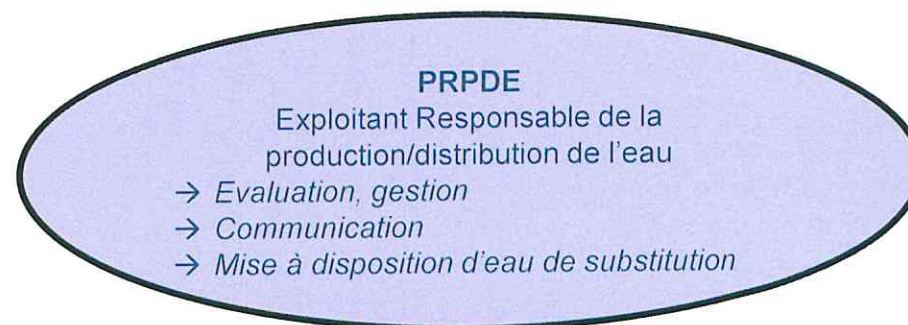 PRPDE
Exploitant Responsable de la
production/distribution de l'eau
→ Evaluation, gestion
→ Communication
→ Mise à disposition d'eau de substitution